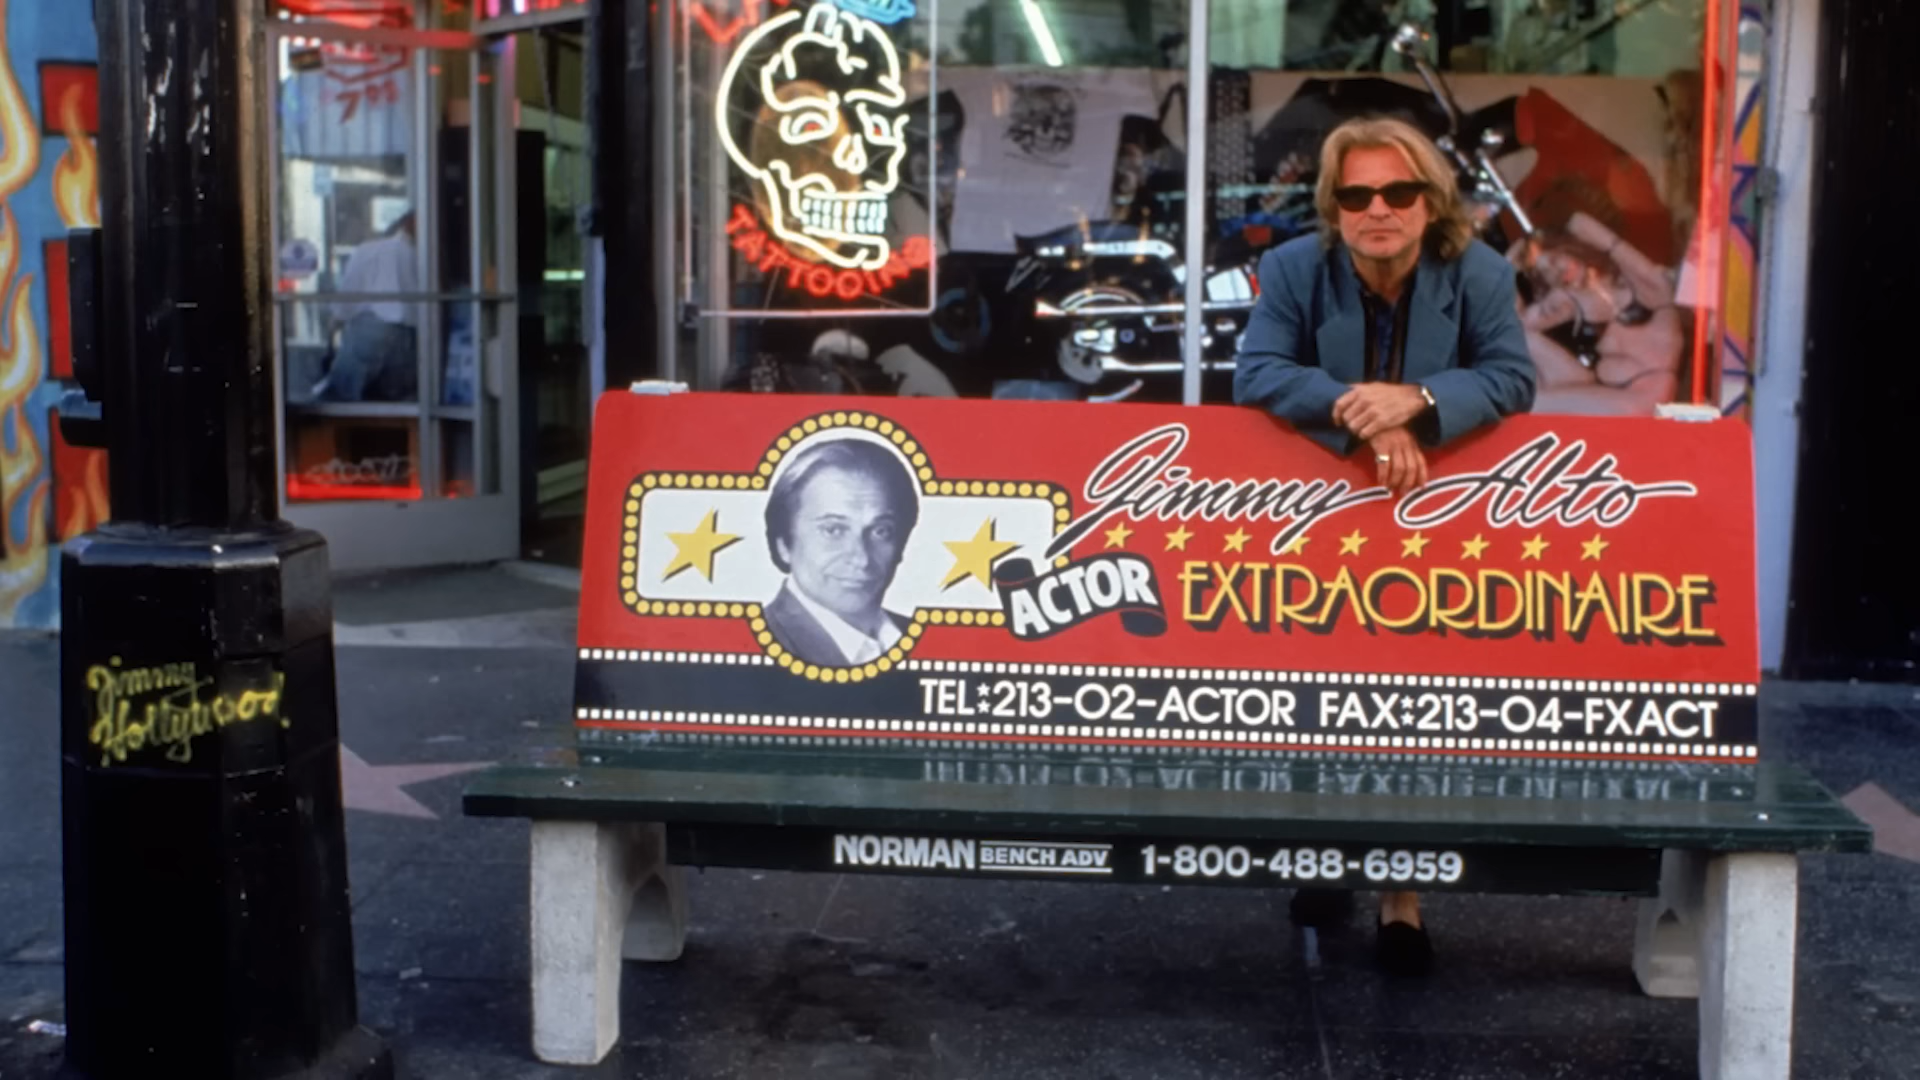 TATTOOING
Jimmy Alto
ACTOR EXTRAORDINAIRE
TEL:213-02-ACTOR FAX:213-04-FXACT
NORMAN BENCH ADV 1-800-488-6959
Jimmy
Hollywood